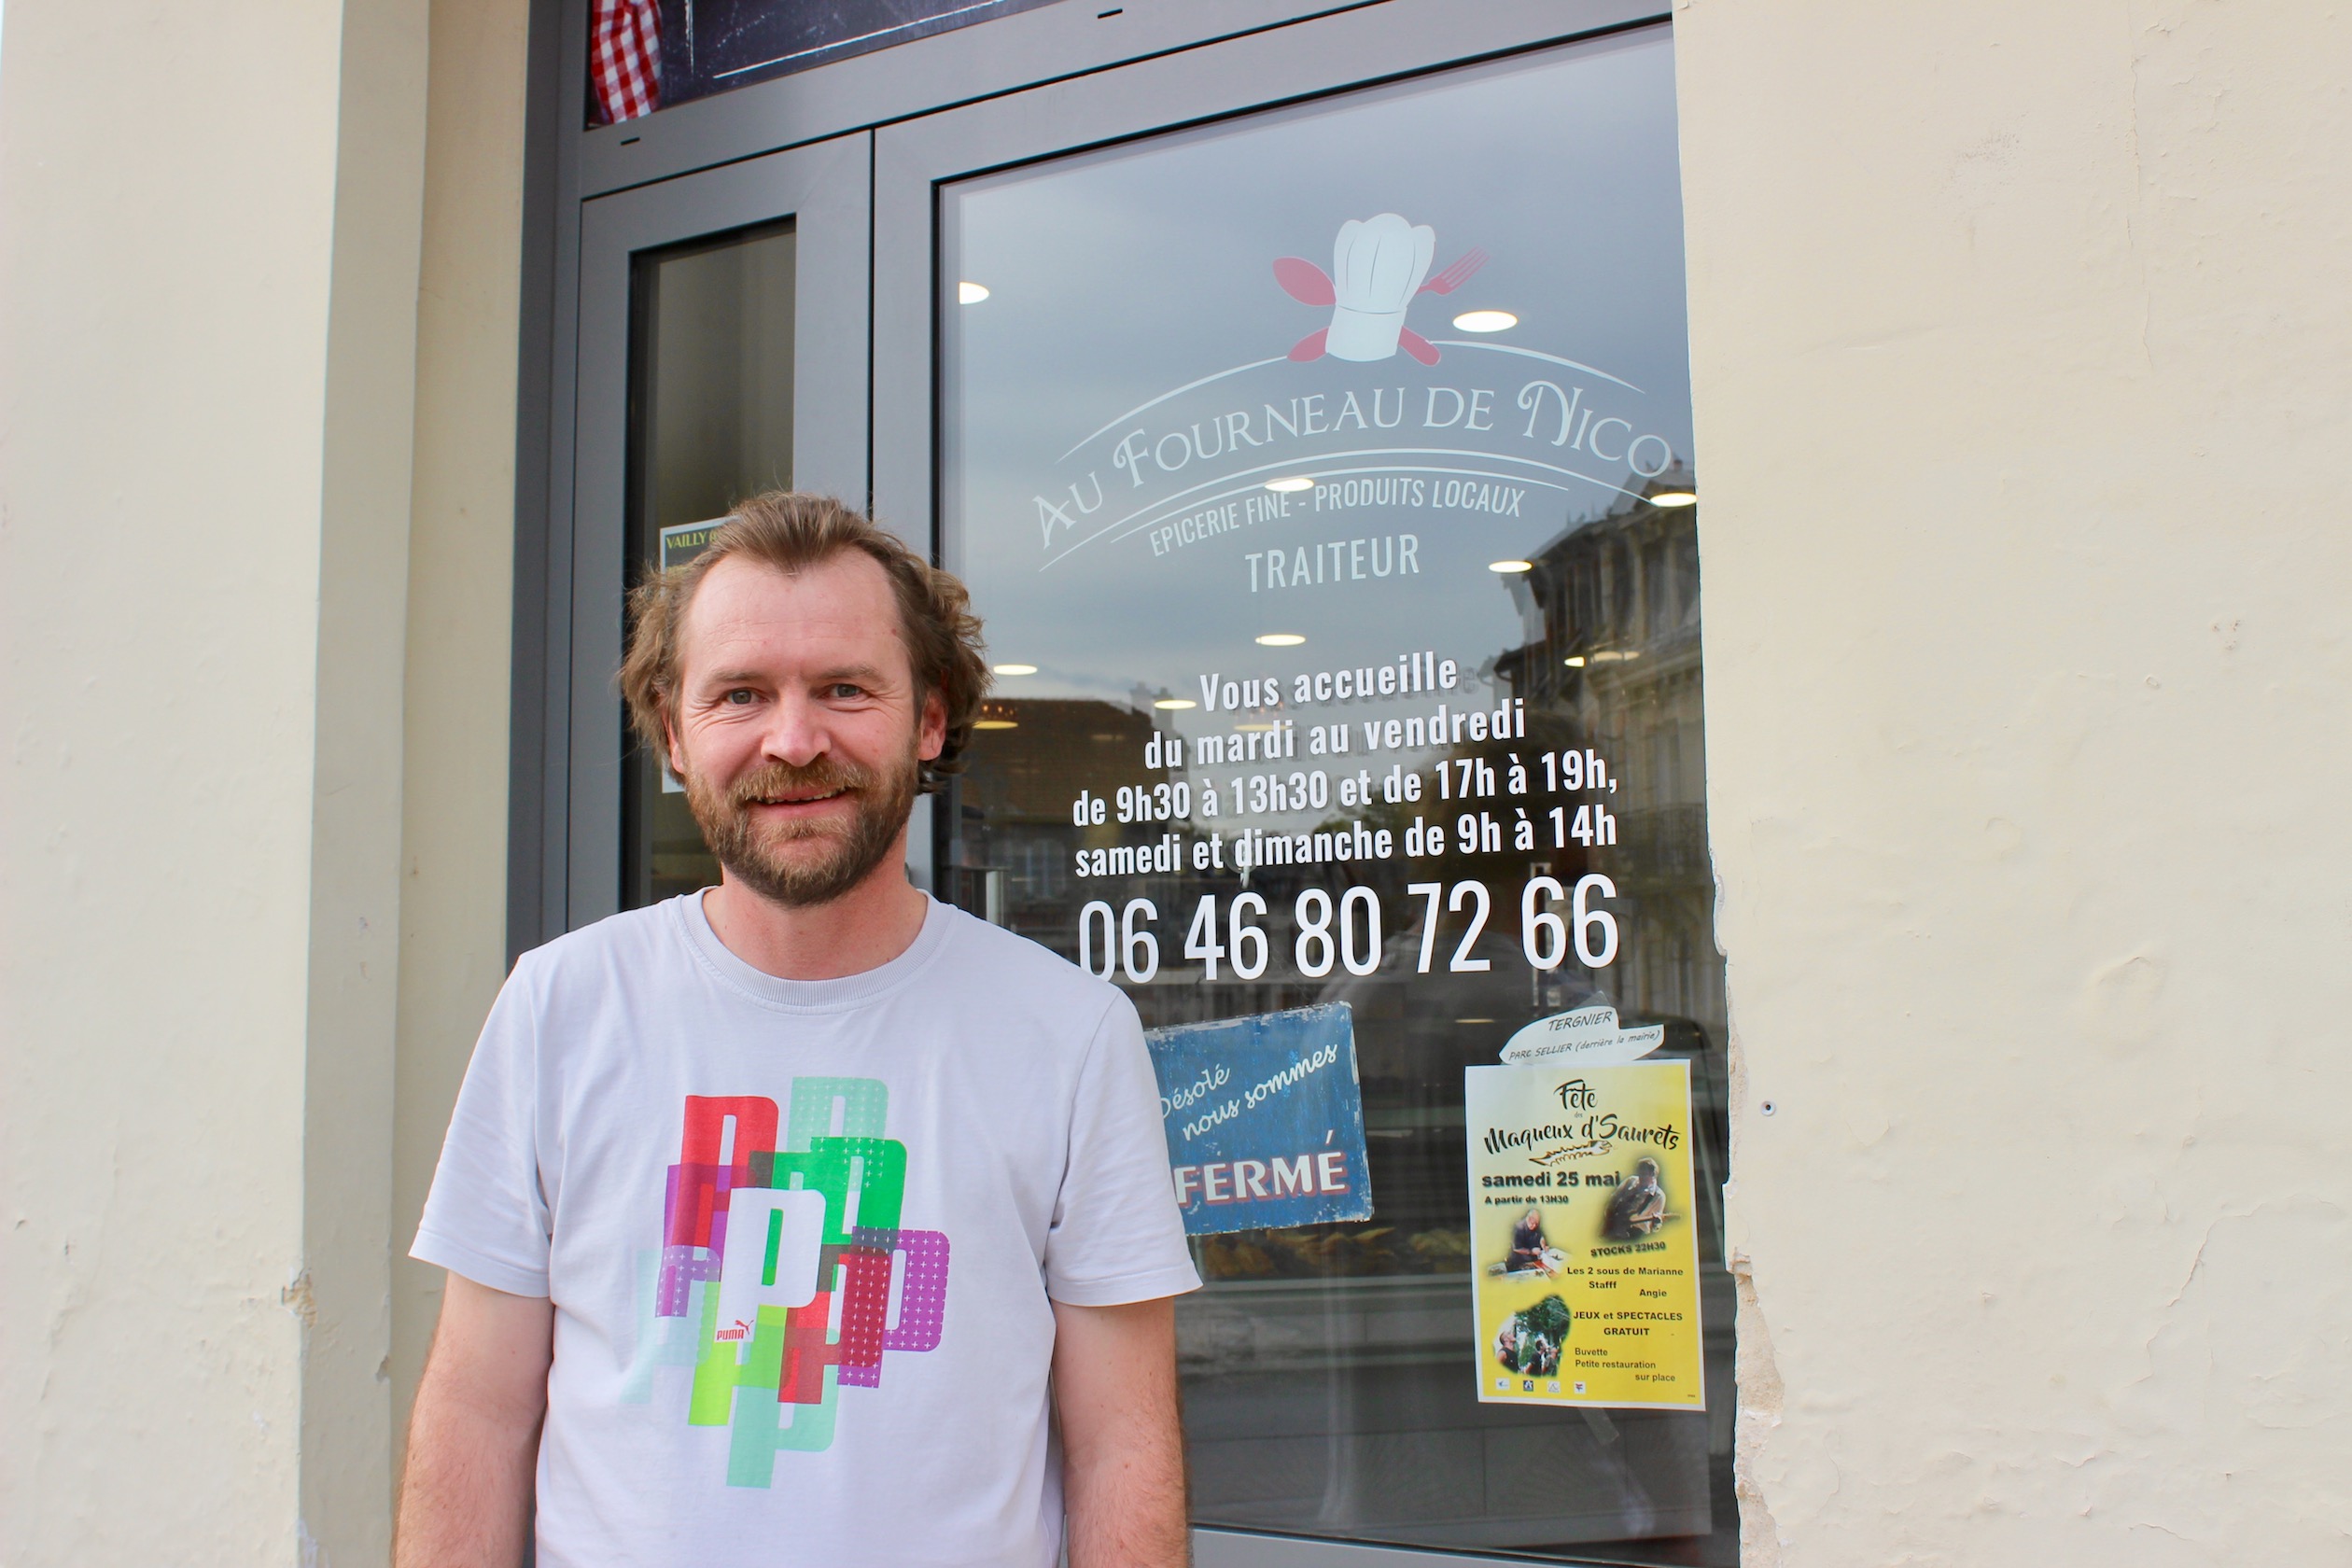 AU FOURNEAU DE NICO
EPICERIE FINE - PRODUITS LOCAUX
TRAITEUR
VAILLY
Vous accueille
du mardi au vendredi
de 9h30 à 13h30 et de 17h à 19h,
samedi et dimanche de 9h à 14h
06 46 80 72 66
Désolé
nous sommes
FERMÉ
TERGNIER
PARC SELLIER (derrière la mairie)
Fête
des
Maqueux d'Saurets
samedi 25 mai
A partir de 13H30
STOCKS 22H30
Les 2 sous de Marianne
Stafff
Angie
JEUX et SPECTACLES
GRATUIT
Buvette
Petite restauration
sur place
PUMA